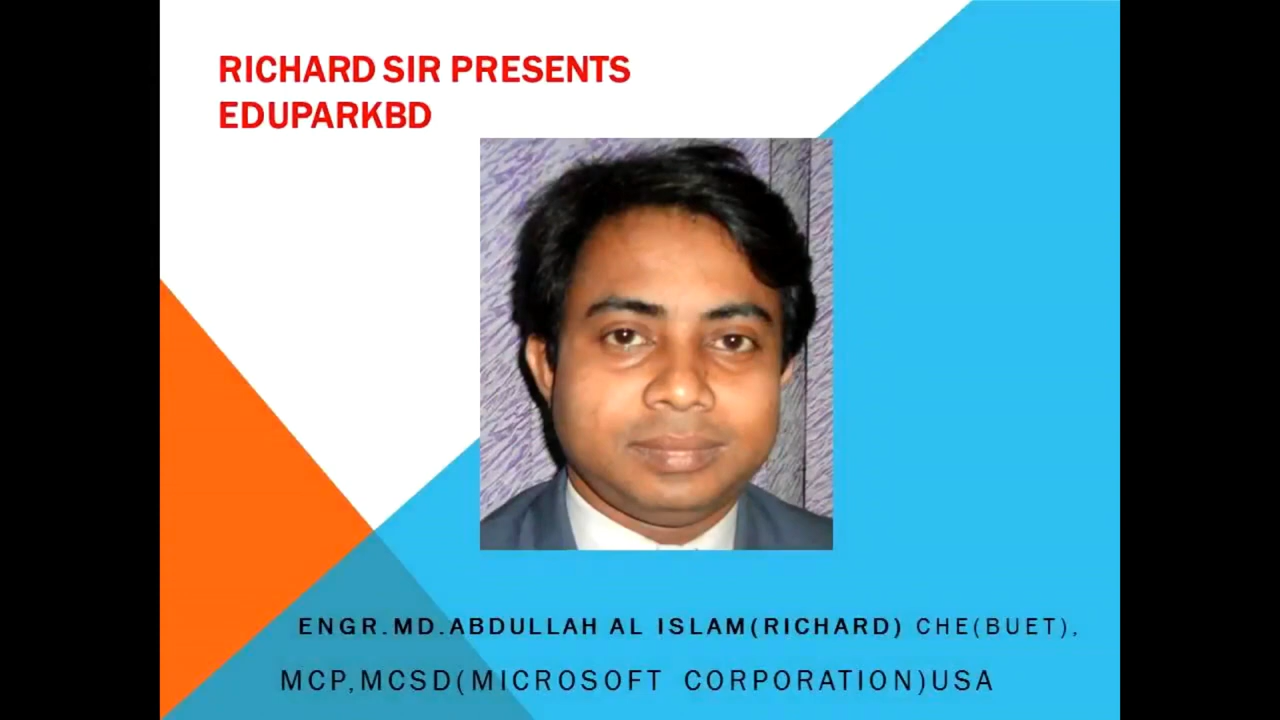 RICHARD SIR PRESENTS
EDUPARKBD
ENGR.MD.ABDULLAH AL ISLAM(RICHARD) CHE(BUET),
MCP,MCSD(MICROSOFT CORPORATION)USA